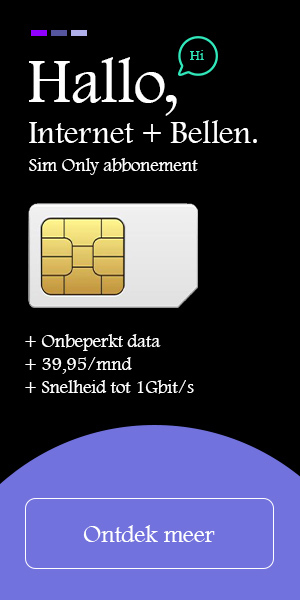 Hi
Hallo,
Internet + Bellen.
Sim Only abbonement
+ Onbeperkt data
+ 39,95/mnd
+ Snelheid tot 1Gbit/s
Ontdek meer